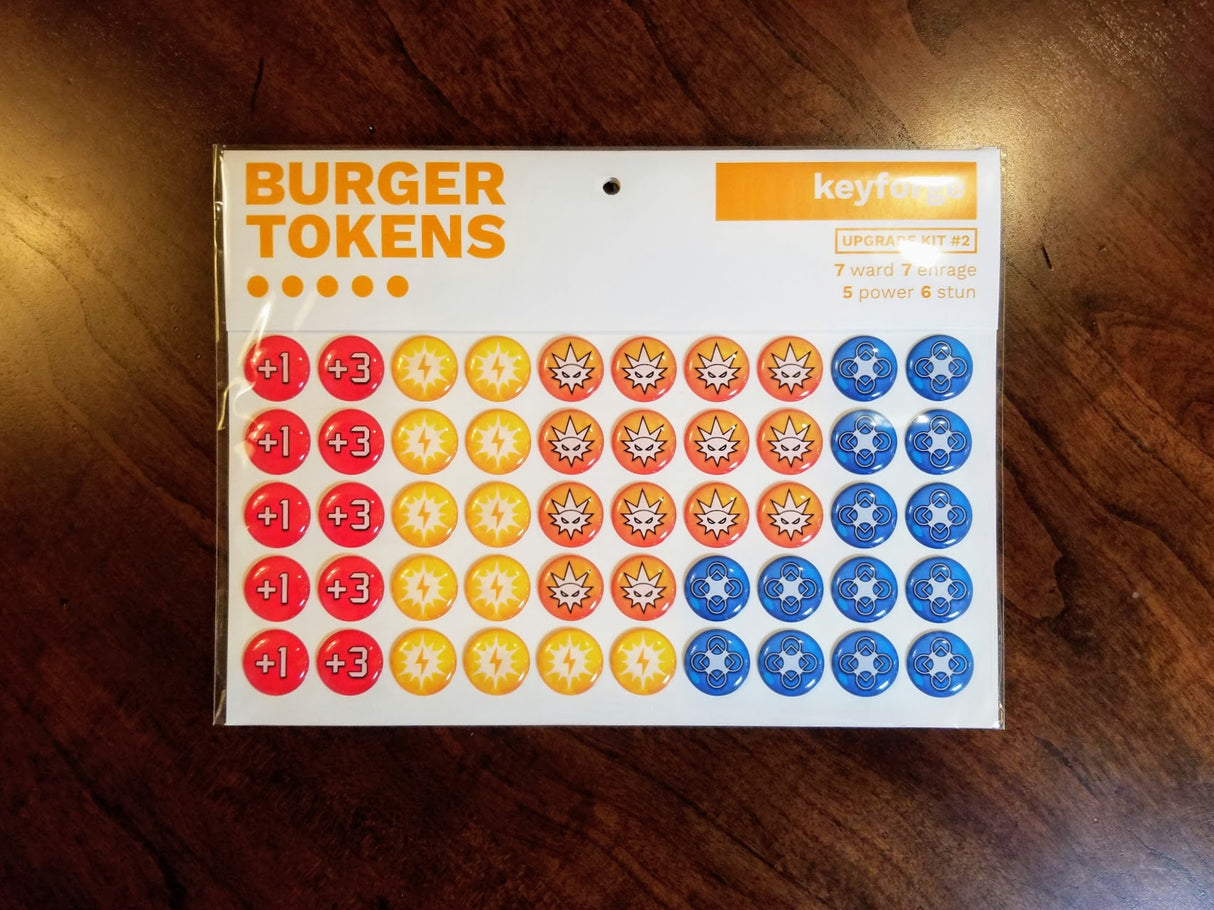 BURGER
TOKENS
keyforge
UPGRADE KIT #2
7 ward 7 enrage
5 power 6 stun
+1 +3
+1 +3
+1 +3
+1 +3
+1 +3